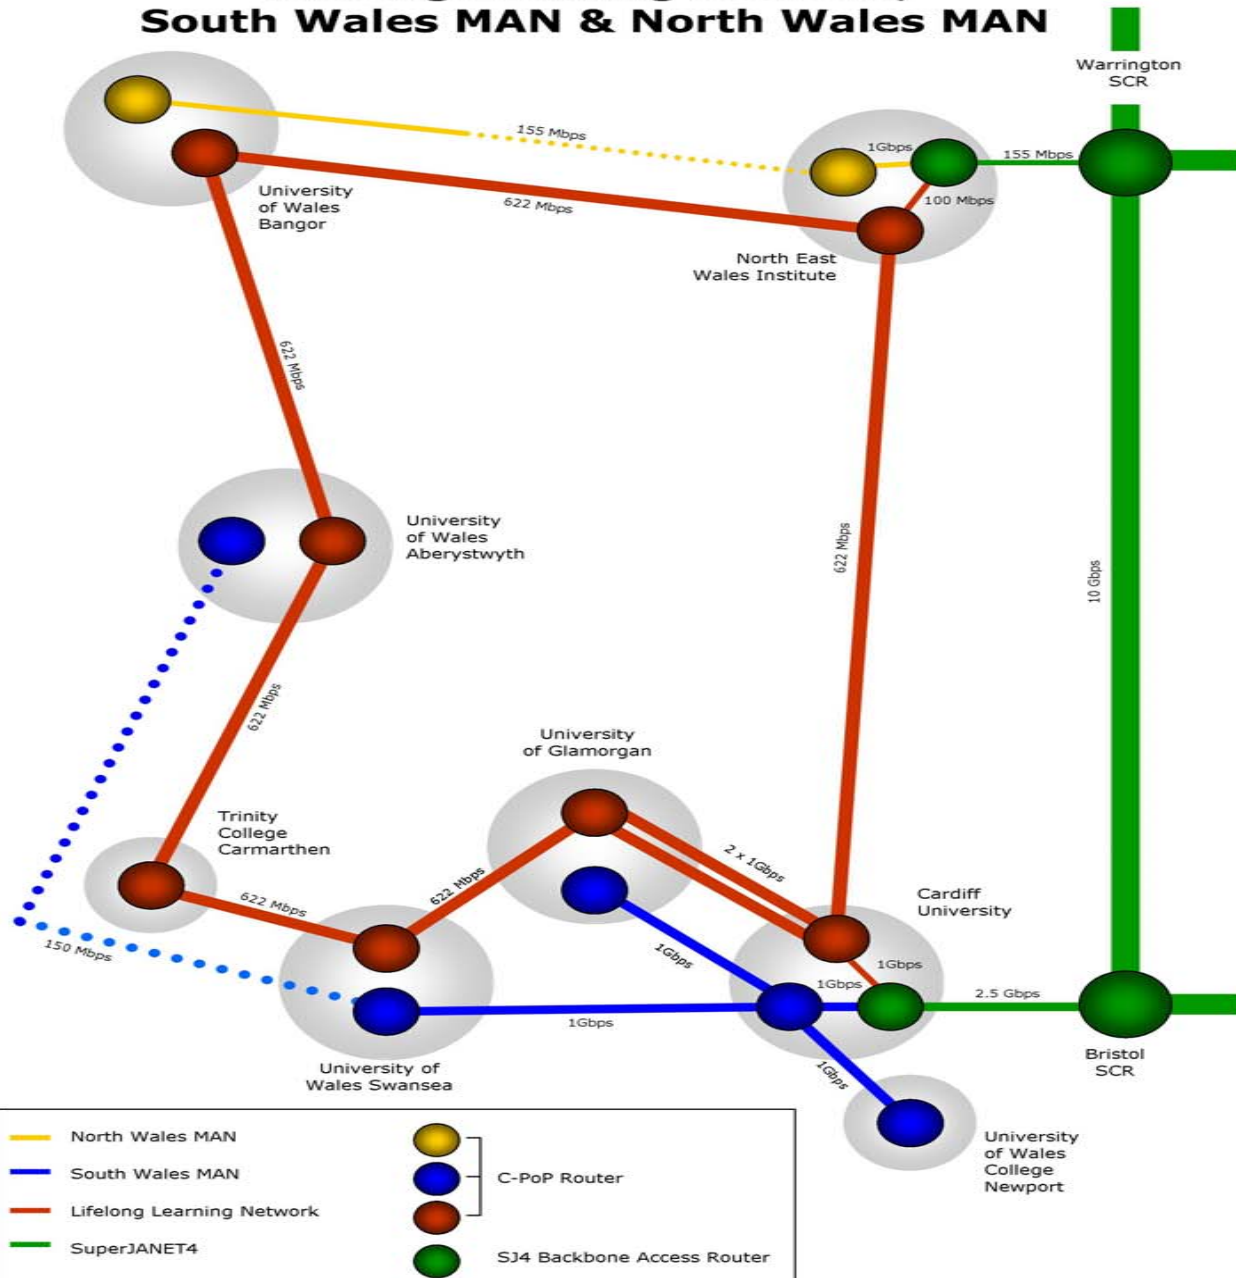 South Wales MAN & North Wales MAN
Warrington
SCR
155 Mbps
1Gbps
155 Mbps
100 Mbps
University
of Wales
Bangor
622 Mbps
North East
Wales Institute
622 Mbps
University
of Wales
Aberystwyth
622 Mbps
10 Gbps
622 Mbps
University
of Glamorgan
Trinity
College
Carmarthen
2 x 1Gbps
622 Mbps
Cardiff
University
622 Mbps
150 Mbps
1Gbps
1Gbps
1Gbps
2.5 Gbps
1Gbps
Bristol
SCR
University of
Wales Swansea
1Gbps
University
of Wales
College
Newport
North Wales MAN
South Wales MAN
C-PoP Router
Lifelong Learning Network
SuperJANET4
SJ4 Backbone Access Router